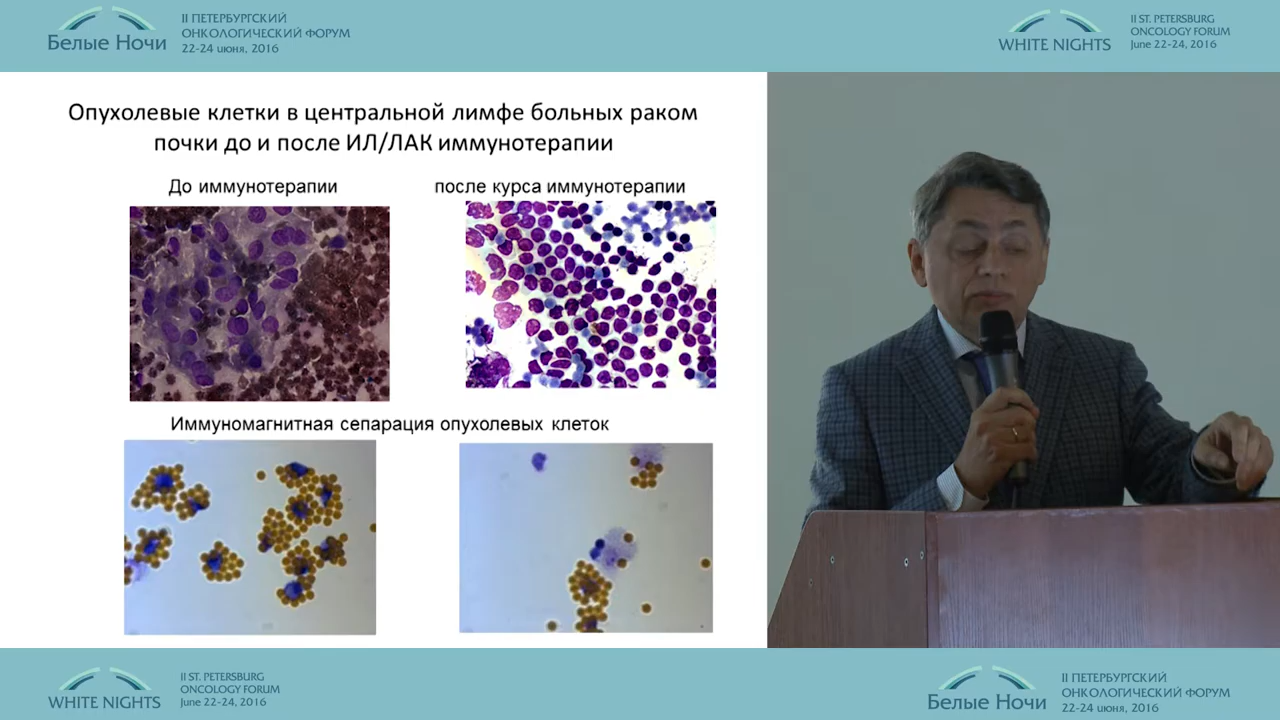 Белые Ночи
II ПЕТЕРБУРГСКИЙ
ОНКОЛОГИЧЕСКИЙ ФОРУМ
22-24 июня, 2016
WHITE NIGHTS
II ST. PETERSBURG
ONCOLOGY FORUM
June 22-24, 2016
Опухолевые клетки в центральной лимфе больных раком
почки до и после ИЛ/ЛАК иммунотерапии
До иммунотерапии
после курса иммунотерапии
Иммуномагнитная сепарация опухолевых клеток
WHITE NIGHTS
II ST. PETERSBURG
ONCOLOGY FORUM
June 22-24, 2016
Белые Ночи
II ПЕТЕРБУРГСКИЙ
ОНКОЛОГИЧЕСКИЙ ФОРУМ
22-24 июня, 2016